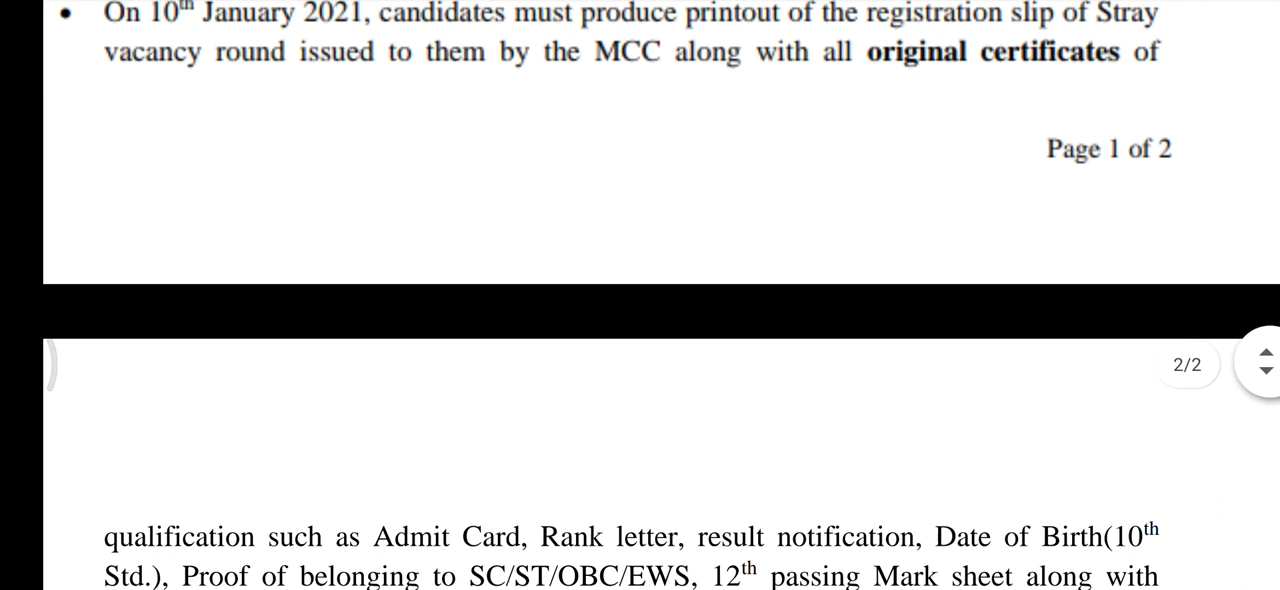 • On 10th January 2021, candidates must produce printout of the registration slip of Stray
vacancy round issued to them by the MCC along with all original certificates of
Page 1 of 2
2/2
qualification such as Admit Card, Rank letter, result notification, Date of Birth(10th
Std.), Proof of belonging to SC/ST/OBC/EWS, 12th passing Mark sheet along with